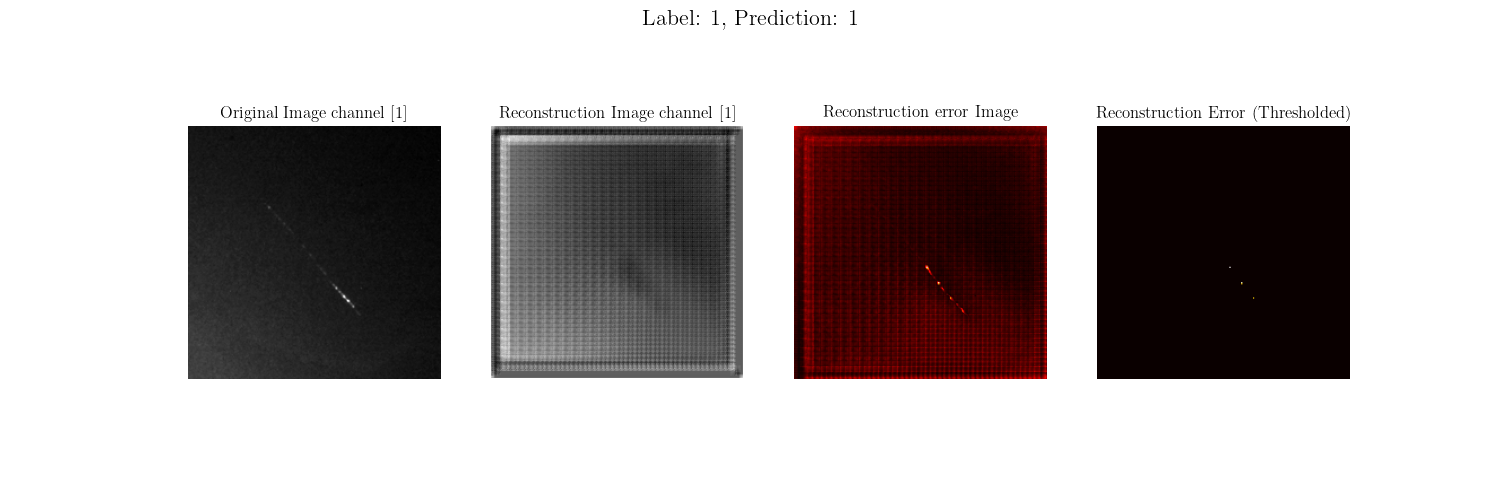 Label: 1, Prediction: 1
Original Image channel [1]
Reconstruction Image channel [1]
Reconstruction error Image
Reconstruction Error (Thresholded)